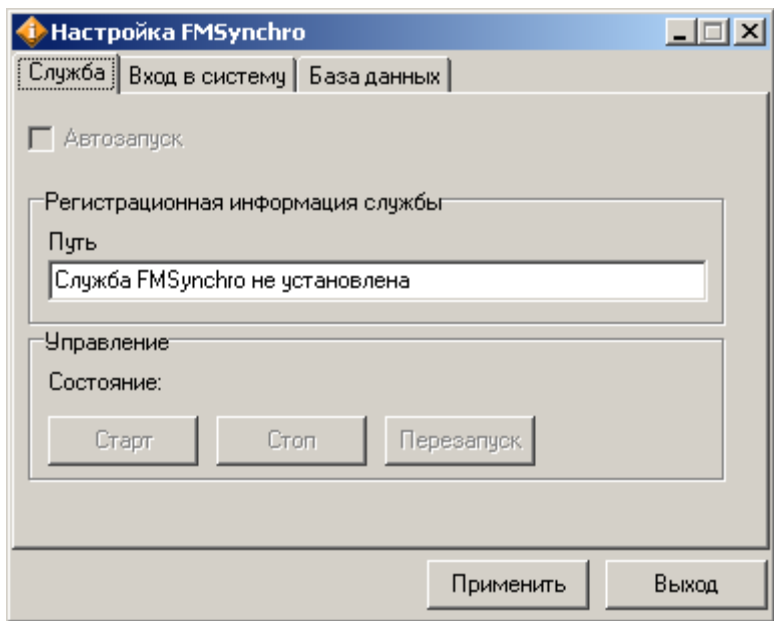 Настройка FMSynchro
Служба Вход в систему База данных
Автозапуск
Регистрационная информация службы
Путь
Служба FMSynchro не установлена
Управление
Состояние:
Старт Стоп Перезапуск
Применить Выход